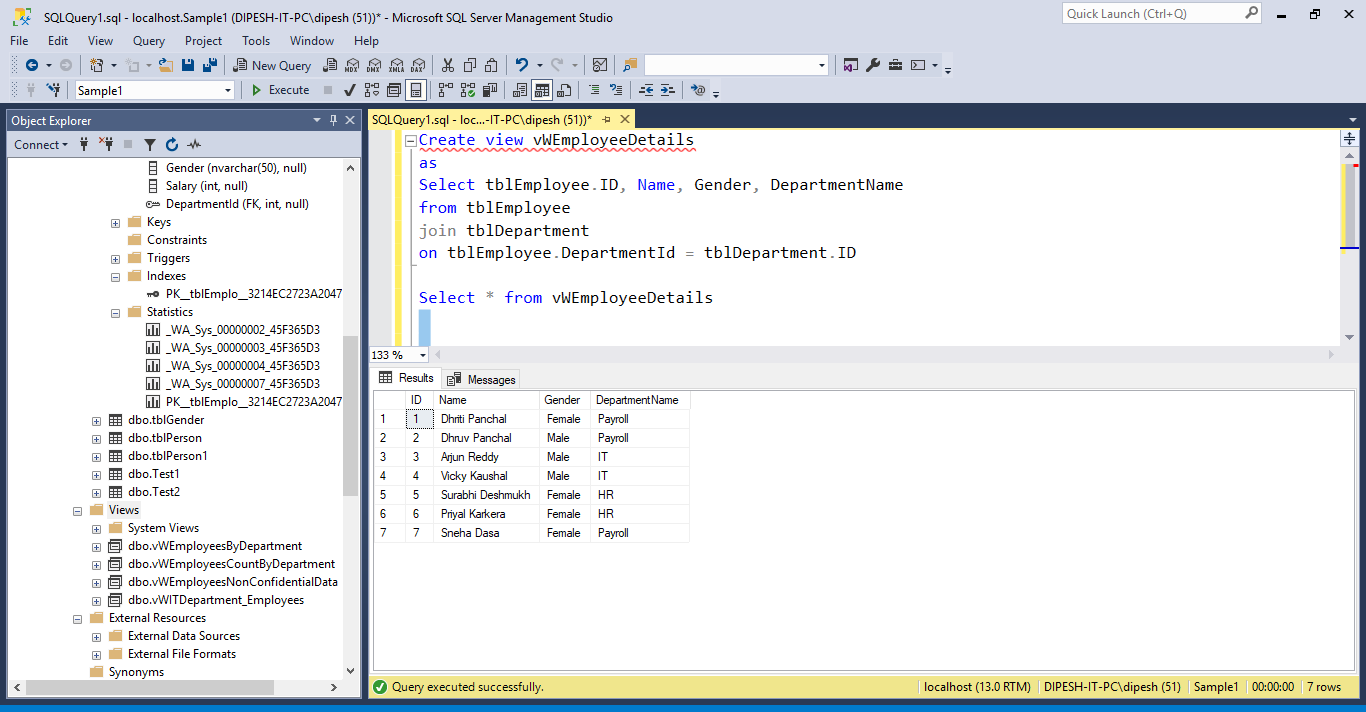 SQLQuery1.sql - localhost.Sample1 (DIPESH-IT-PC\dipesh (51))* - Microsoft SQL Server Management Studio
Quick Launch (Ctrl+Q)
File Edit View Query Project Tools Window Help
New Query MDX DMX XMLA DAX
Sample1 Execute
Object Explorer
Connect
Gender (nvarchar(50), null)
Salary (int, null)
DepartmentId (FK, int, null)
Keys
Constraints
Triggers
Indexes
PK__tblEmplo__3214EC2723A2047
Statistics
_WA_Sys_00000002_45F365D3
_WA_Sys_00000003_45F365D3
_WA_Sys_00000004_45F365D3
_WA_Sys_00000007_45F365D3
PK__tblEmplo__3214EC2723A2047
dbo.tblGender
dbo.tblPerson
dbo.tblPerson1
dbo.Test1
dbo.Test2
Views
System Views
dbo.vWEmployeesByDepartment
dbo.vWEmployeesCountByDepartment
dbo.vWEmployeesNonConfidentialData
dbo.vWITDepartment_Employees
External Resources
External Data Sources
External File Formats
Synonyms
SQLQuery1.sql - loc...-IT-PC\dipesh (51))*
Create view vWEmployeeDetails
as
Select tblEmployee.ID, Name, Gender, DepartmentName
from tblEmployee
join tblDepartment
on tblEmployee.DepartmentId = tblDepartment.ID
Select * from vWEmployeeDetails
133 %
Results Messages
ID Name Gender DepartmentName
1 1 Dhriti Panchal Female Payroll
2 2 Dhruv Panchal Male Payroll
3 3 Arjun Reddy Male IT
4 4 Vicky Kaushal Male IT
5 5 Surabhi Deshmukh Female HR
6 6 Priyal Karkera Female HR
7 7 Sneha Dasa Female Payroll
Query executed successfully.
localhost (13.0 RTM) DIPESH-IT-PC\dipesh (51) Sample1 00:00:00 7 rows